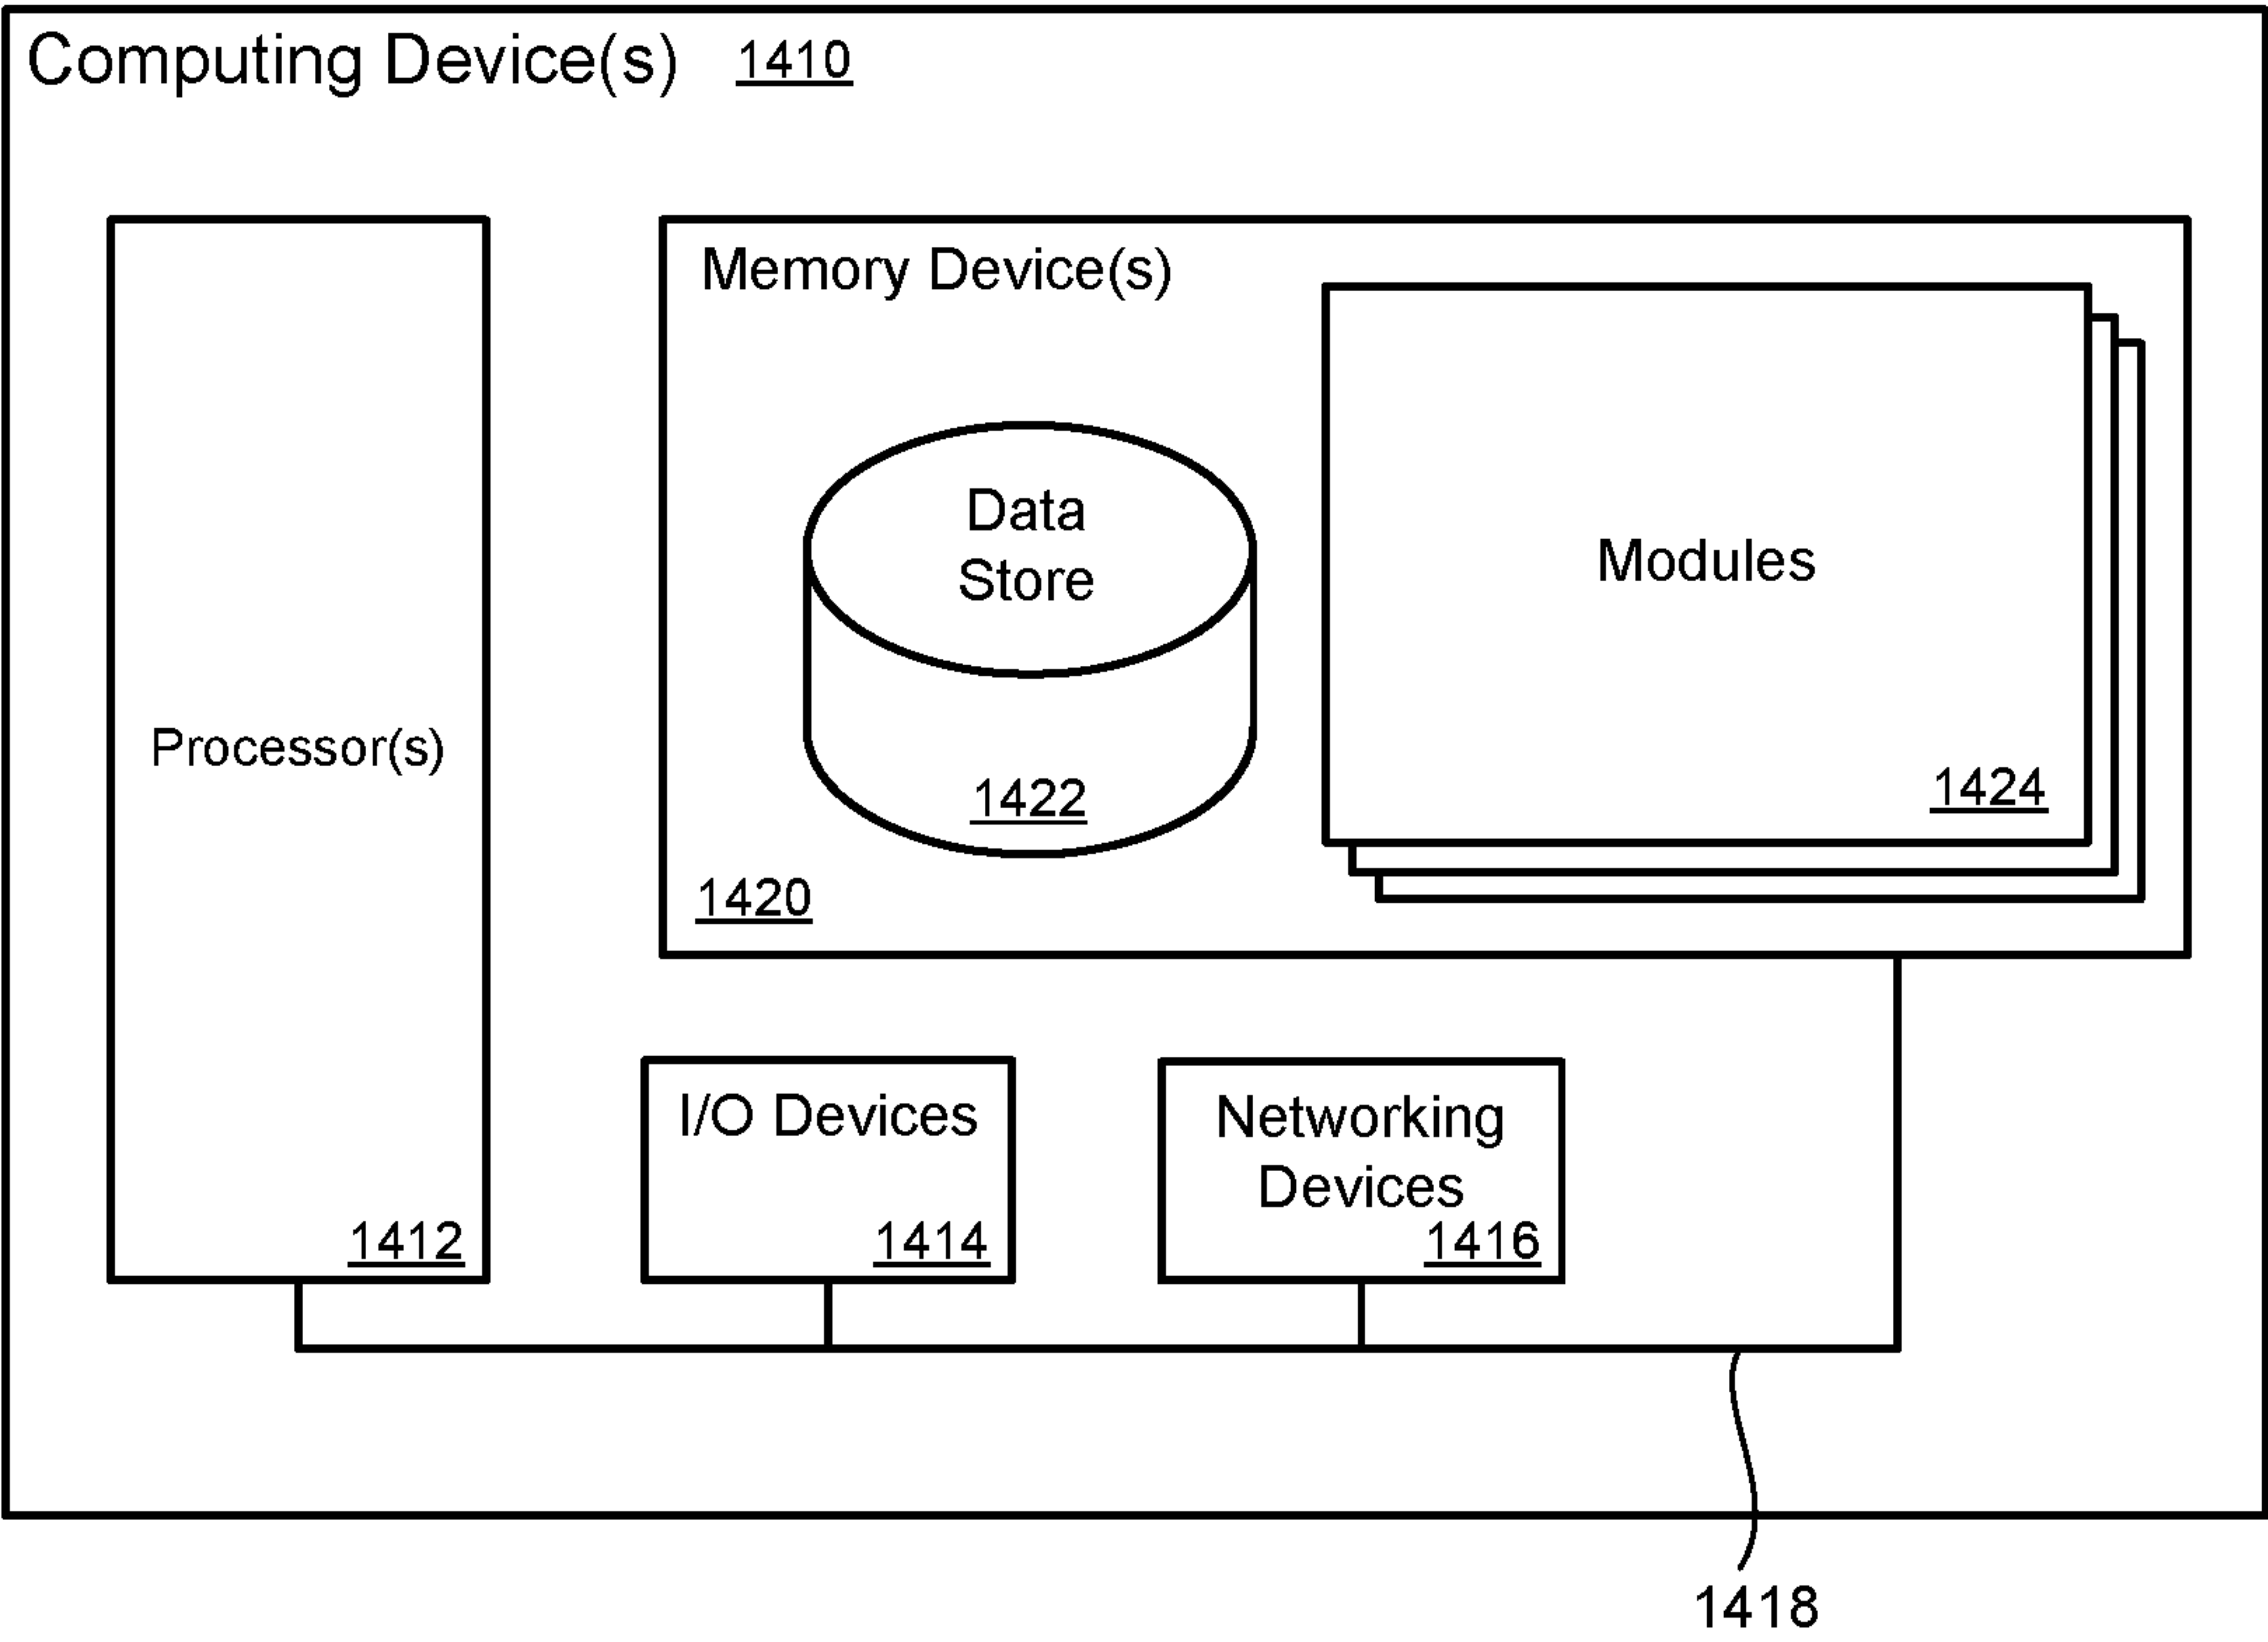 Computing Device(s) 1410
Memory Device(s)
Data
Store
Modules
Processor(s)
1422
1424
1420
I/O Devices
Networking
Devices
1412
1414
1416
1418